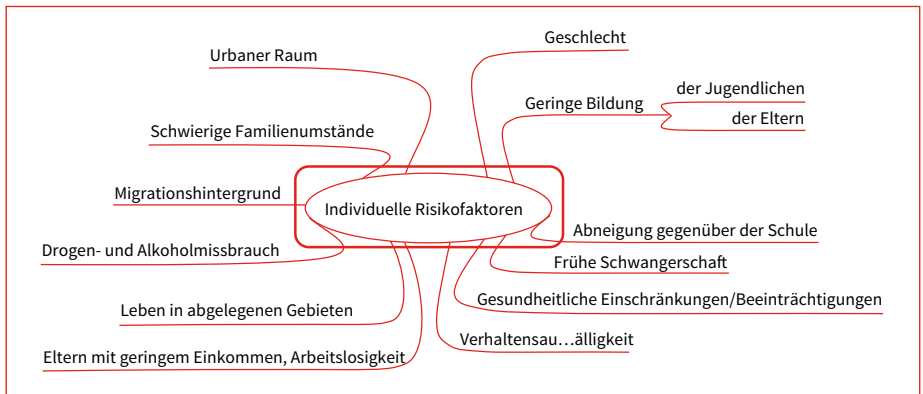 Geschlecht
Urbaner Raum
der Jugendlichen
Geringe Bildung
der Eltern
Schwierige Familienumstände
Migrationshintergrund
Individuelle Risikofaktoren
Abneigung gegenüber der Schule
Drogen- und Alkoholmissbrauch
Frühe Schwangerschaft
Gesundheitliche Einschränkungen/Beeinträchtigungen
Leben in abgelegenen Gebieten
Verhaltensau…älligkeit
Eltern mit geringem Einkommen, Arbeitslosigkeit